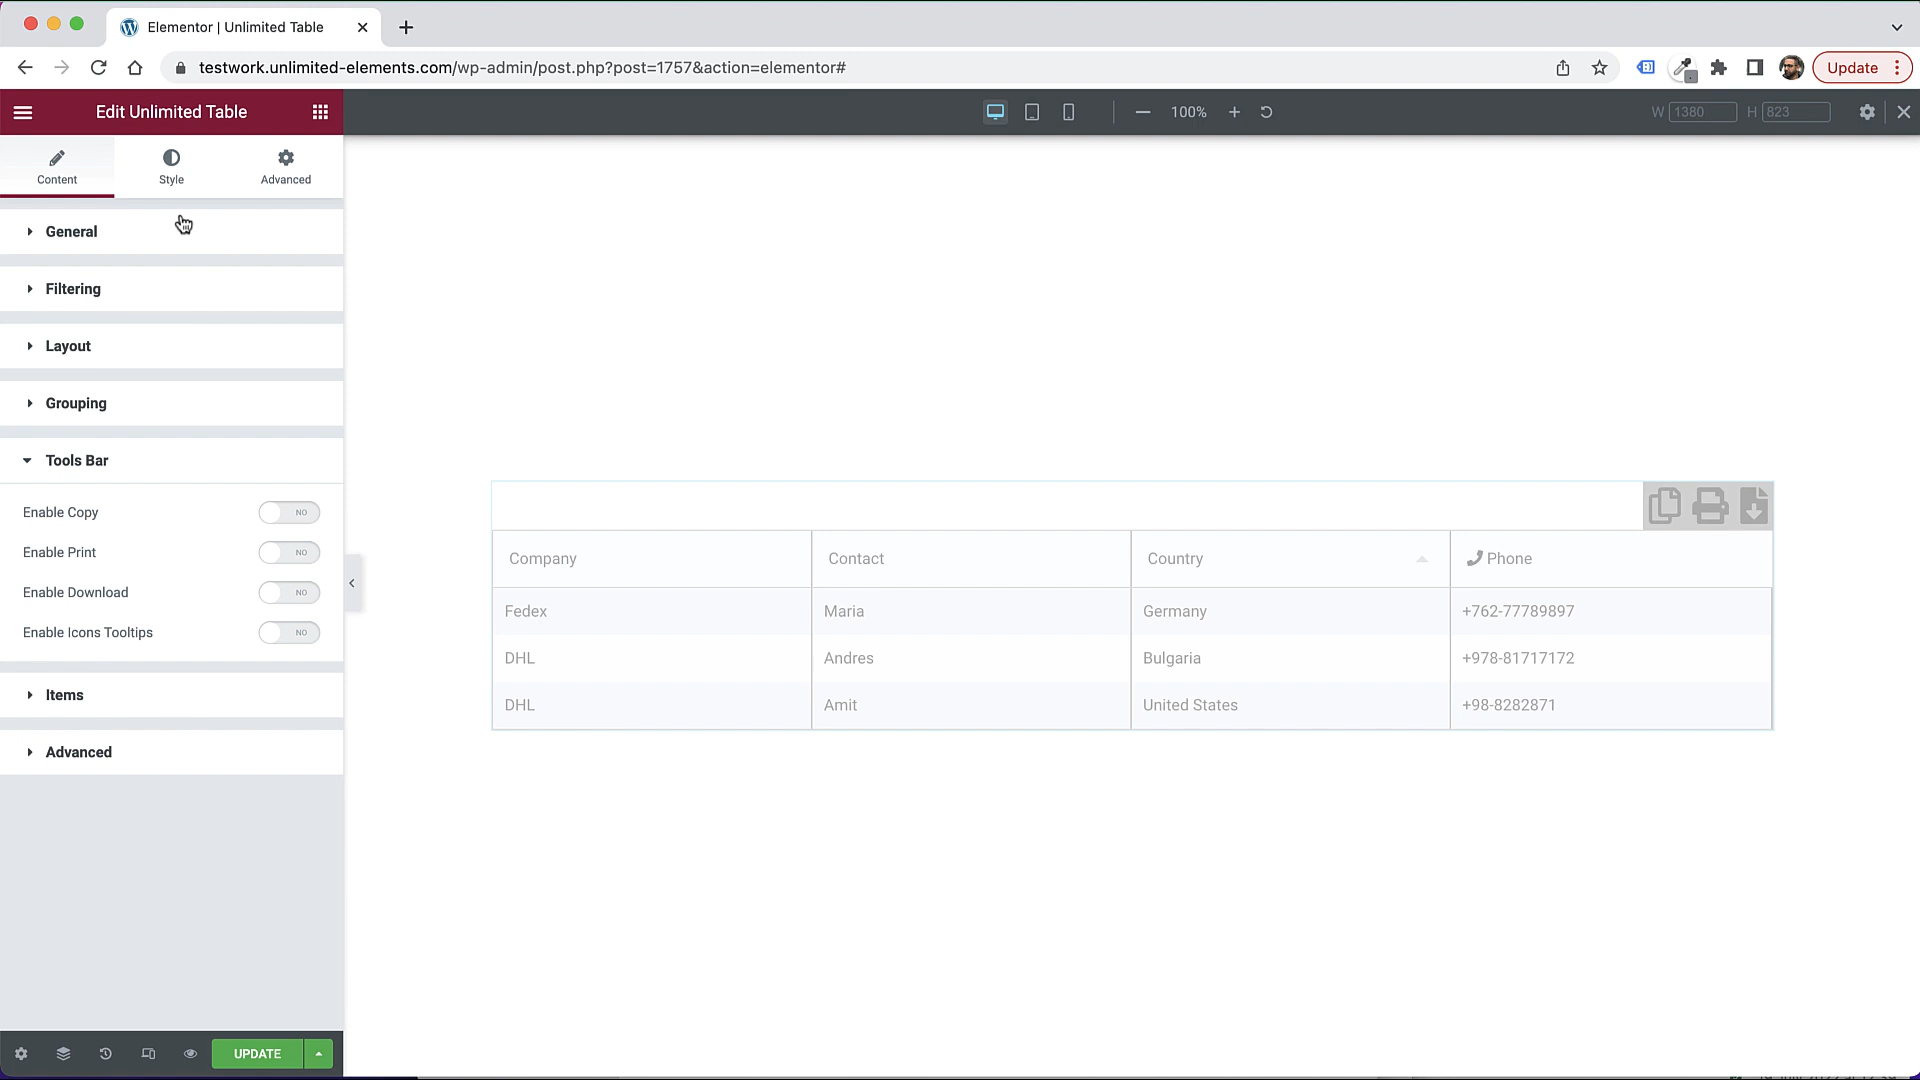 Elementor | Unlimited Table
testwork.unlimited-elements.com/wp-admin/post.php?post=1757&action=elementor#
Update
Edit Unlimited Table
100%
W 1380 H 823
Content Style Advanced
General
Filtering
Layout
Grouping
Tools Bar
Enable Copy NO
Enable Print NO
Enable Download NO
Enable Icons Tooltips NO
Items
Advanced
Company Contact Country Phone
Fedex Maria Germany +762-77789897
DHL Andres Bulgaria +978-81717172
DHL Amit United States +98-8282871
UPDATE